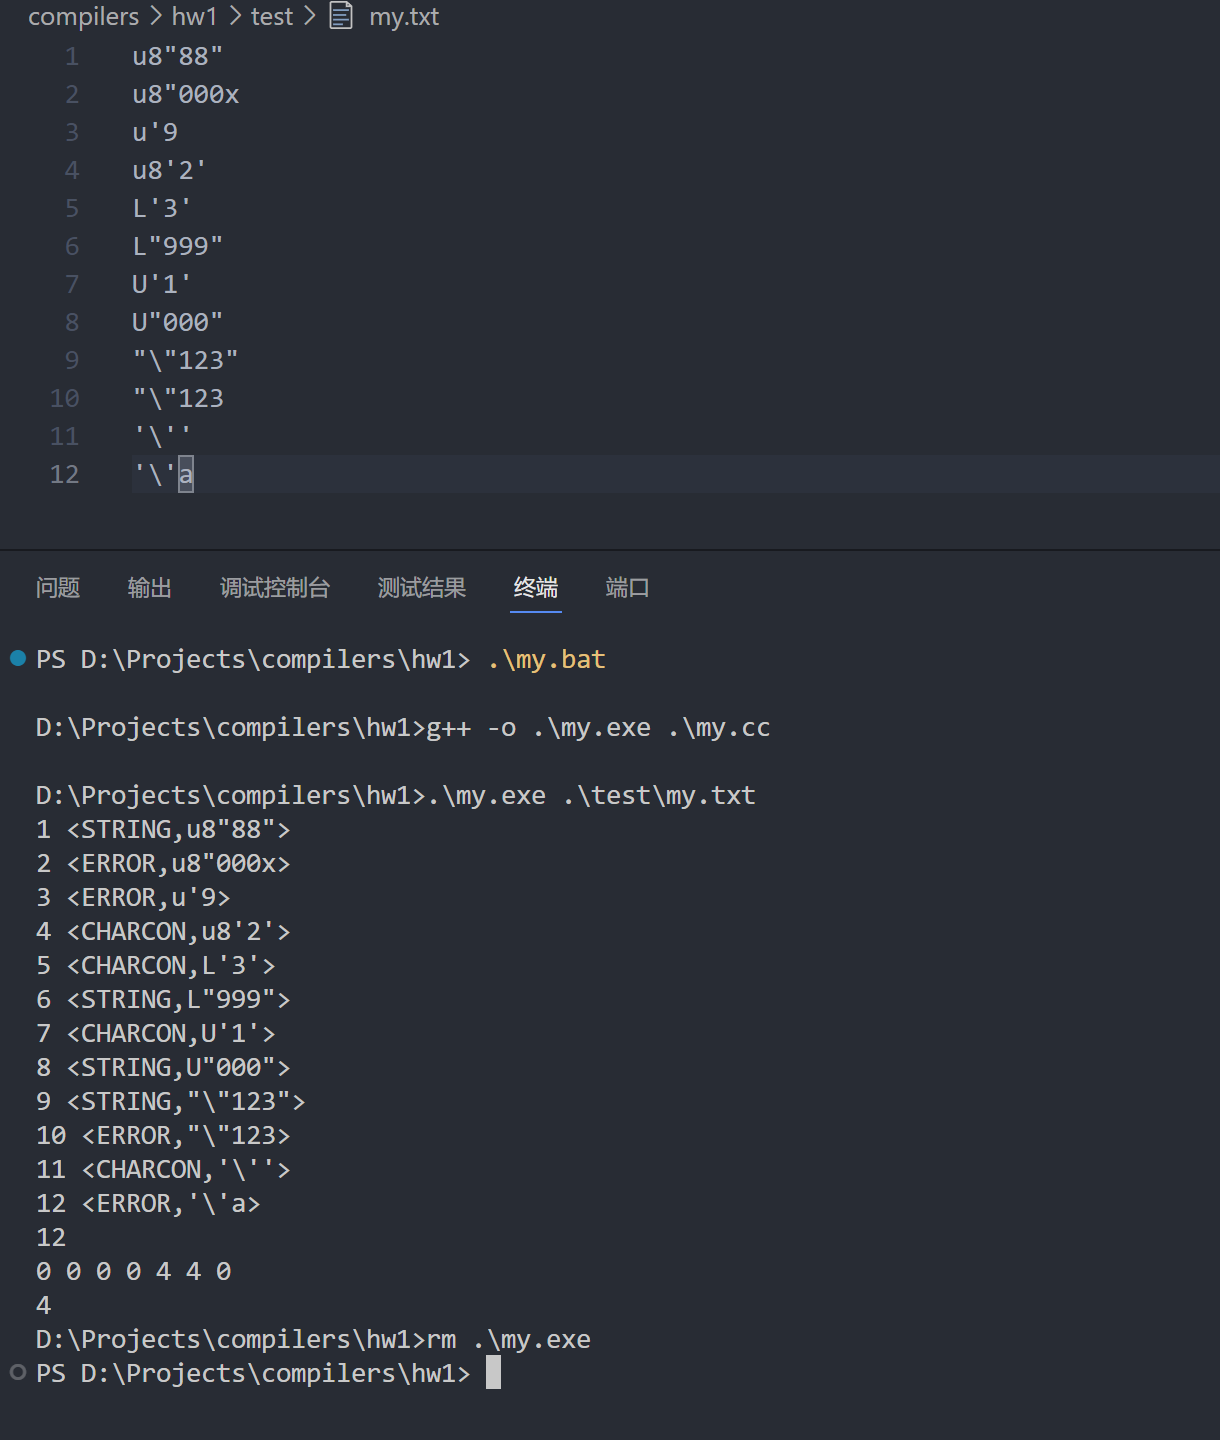 compilers > hw1 > test > my.txt
1 u8"88"
2 u8"000x
3 u'9
4 u8'2'
5 L'3'
6 L"999"
7 U'1'
8 U"000"
9 "\"123"
10 "\"123
11 '\''
12 '\'a
问题 输出 调试控制台 测试结果 终端 端口
PS D:\Projects\compilers\hw1> .\my.bat
D:\Projects\compilers\hw1>g++ -o .\my.exe .\my.cc
D:\Projects\compilers\hw1>.\my.exe .\test\my.txt
1 <STRING,u8"88">
2 <ERROR,u8"000x>
3 <ERROR,u'9>
4 <CHARCON,u8'2'>
5 <CHARCON,L'3'>
6 <STRING,L"999">
7 <CHARCON,U'1'>
8 <STRING,U"000">
9 <STRING,"\"123">
10 <ERROR,"\"123>
11 <CHARCON,'\''>
12 <ERROR,'\'a>
12
0 0 0 0 4 4 0
4
D:\Projects\compilers\hw1>rm .\my.exe
PS D:\Projects\compilers\hw1>